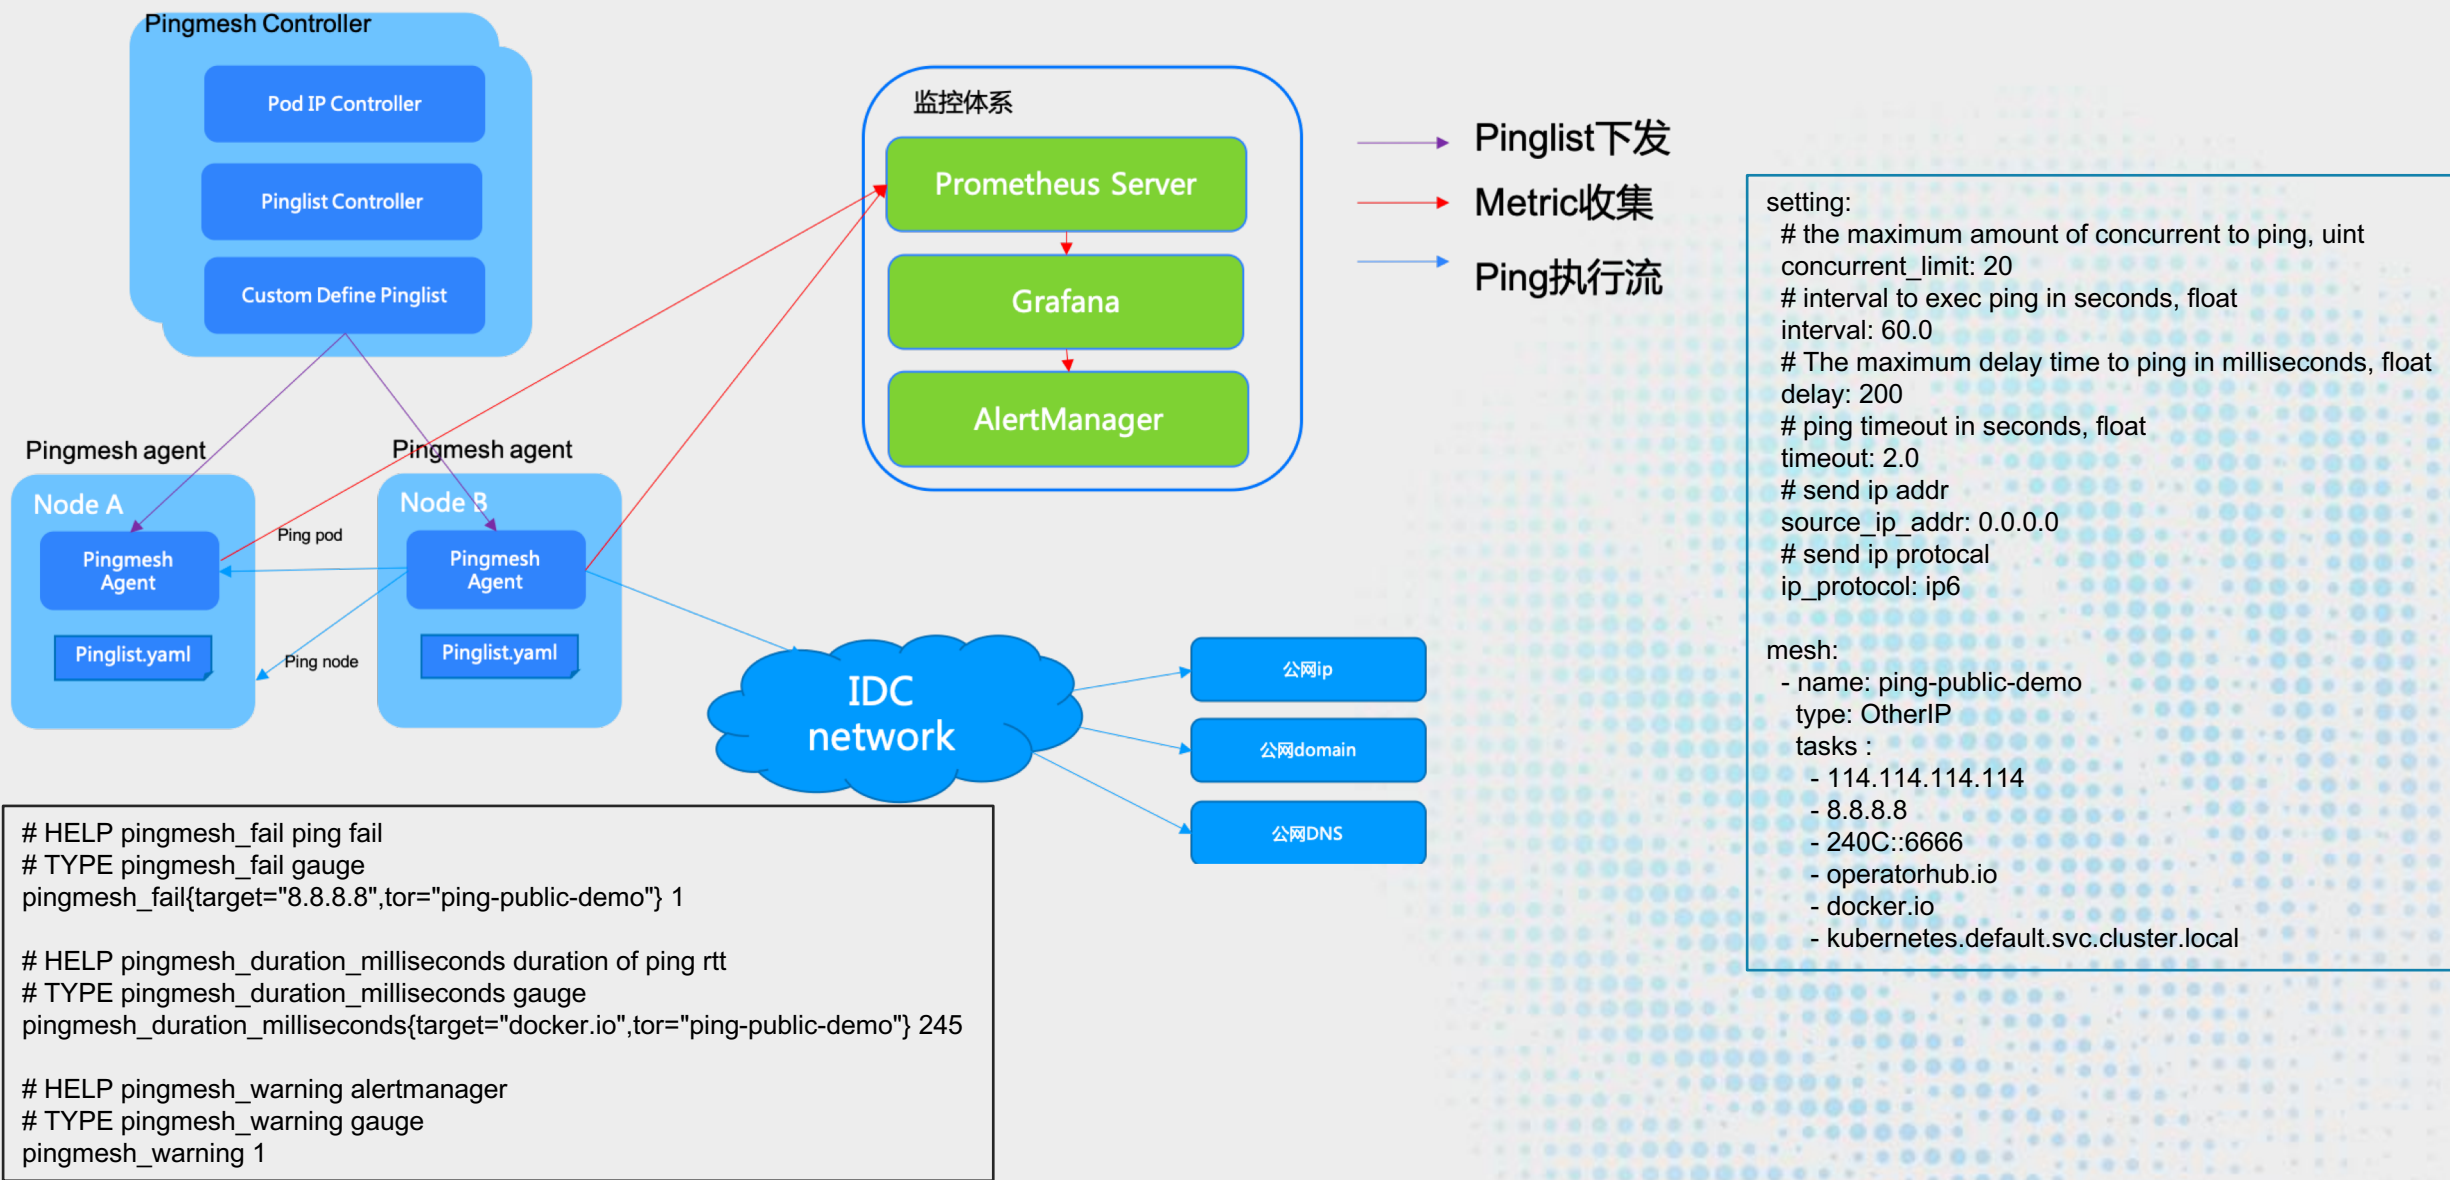 Pingmesh Controller
Pod IP Controller
Pinglist Controller
Custom Define Pinglist
监控体系
Prometheus Server
Grafana
AlertManager
Pinglist下发
Metric收集
Ping执行流
Pingmesh agent
Node A
Pingmesh
Agent
Pinglist.yaml
Pingmesh agent
Node B
Pingmesh
Agent
Pinglist.yaml
Ping pod
Ping node
IDC
network
公网ip
公网domain
公网DNS
# HELP pingmesh_fail ping fail
# TYPE pingmesh_fail gauge
pingmesh_fail{target="8.8.8.8",tor="ping-public-demo"} 1
# HELP pingmesh_duration_milliseconds duration of ping rtt
# TYPE pingmesh_duration_milliseconds gauge
pingmesh_duration_milliseconds{target="docker.io",tor="ping-public-demo"} 245
# HELP pingmesh_warning alertmanager
# TYPE pingmesh_warning gauge
pingmesh_warning 1
setting:
# the maximum amount of concurrent to ping, uint
concurrent_limit: 20
# interval to exec ping in seconds, float
interval: 60.0
# The maximum delay time to ping in milliseconds, float
delay: 200
# ping timeout in seconds, float
timeout: 2.0
# send ip addr
source_ip_addr: 0.0.0.0
# send ip protocal
ip_protocol: ip6
mesh:
- name: ping-public-demo
type: OtherIP
tasks :
- 114.114.114.114
- 8.8.8.8
- 240C::6666
- operatorhub.io
- docker.io
- kubernetes.default.svc.cluster.local